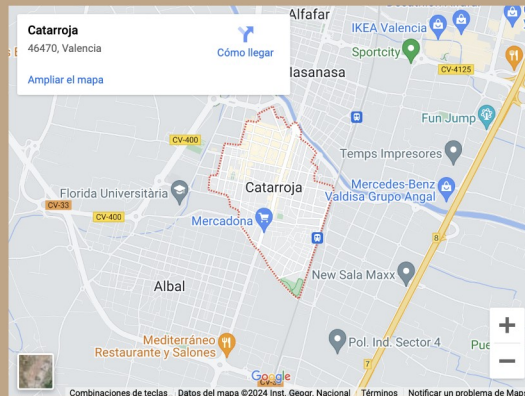 Catarroja
46470, Valencia
Cómo llegar
Ampliar el mapa
Alfafar
IKEA Valencia
Sportcity
CV-4125
Fun Jump
CV-400
Temps Impresores
Florida Universitària
Catarroja
Mercedes-Benz
Valdisa Grupo Angal
CV-33
CV-400
Mercadona
8
New Sala Maxx
Albal
Mediterráneo
Restaurante y Salones
Pol. Ind. Sector 4
7
Google
Combinaciones de teclas
Datos del mapa ©2024 Inst. Geogr. Nacional
Términos
Notificar un problema de Map